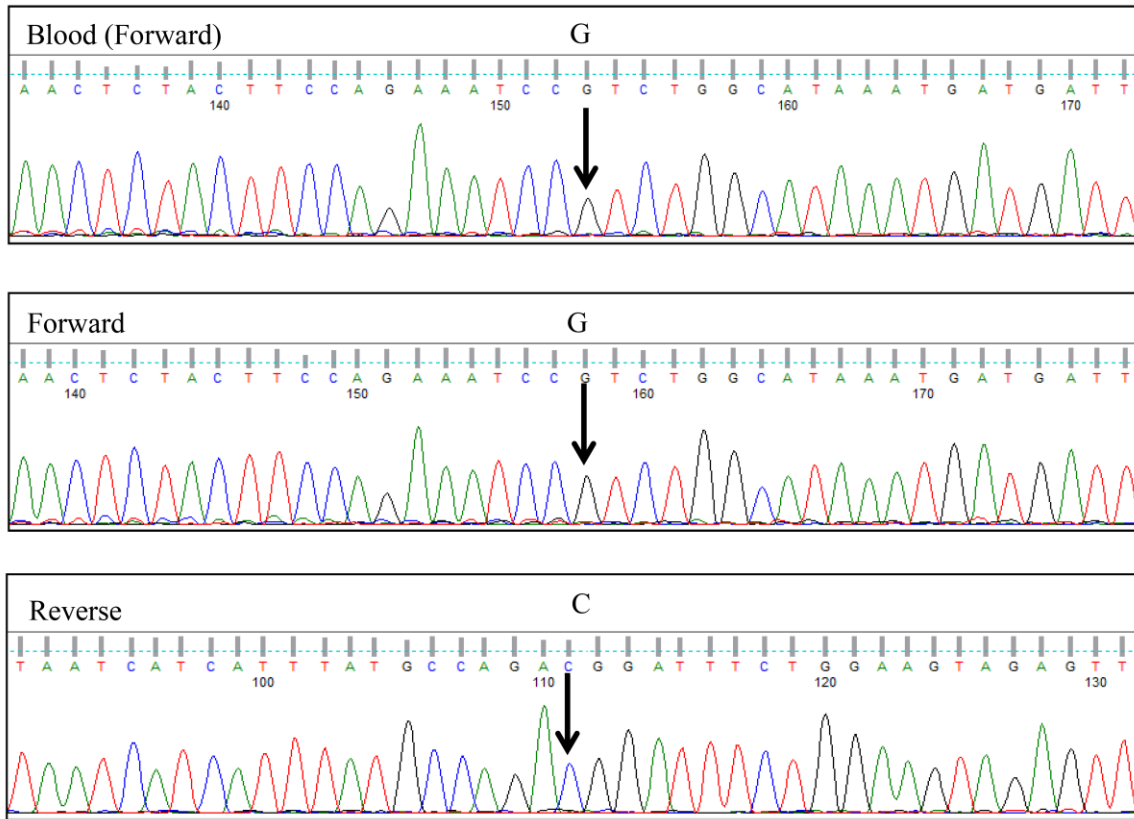 Blood (Forward) G
A A C T C T A C T T C C A G A A A T C C G T C T G G C A T A A A T G A T G A T T
140 150 160 170
Forward G
A A C T C T A C T T C C A G A A A T C C G T C T G G C A T A A A T G A T G A T T
140 150 160 170
Reverse C
T A A T C A T C A T T T A T G C C A G A C G G A T T T C T G G A A G T A G A G T T
100 110 120 130